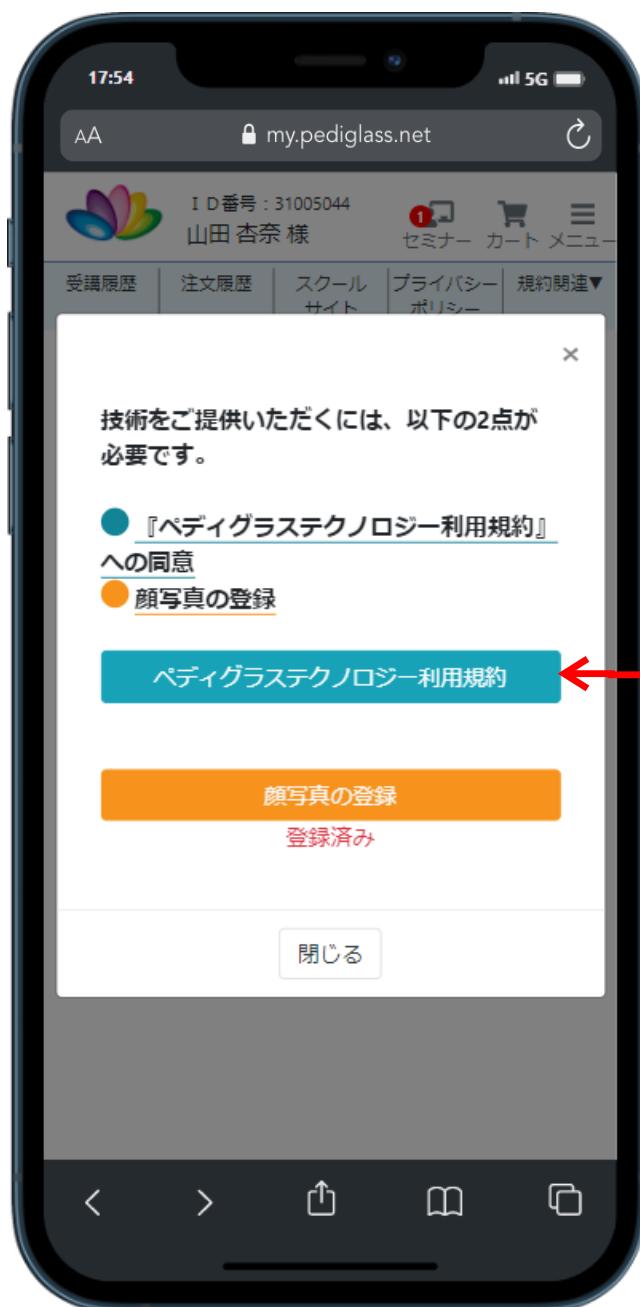 17:54
5G
AA
my.pediglass.net
ＩＤ番号：31005044
山田 杏奈 様
1
セミナー
カート
メニュー
受講履歴
注文履歴
スクール
サイト
プライバシー
ポリシー
規約関連▼
×
技術をご提供いただくには、以下の2点が
必要です。
『ペディグラステクノロジー利用規約』
への同意
顔写真の登録
ペディグラステクノロジー利用規約
顔写真の登録
登録済み
閉じる